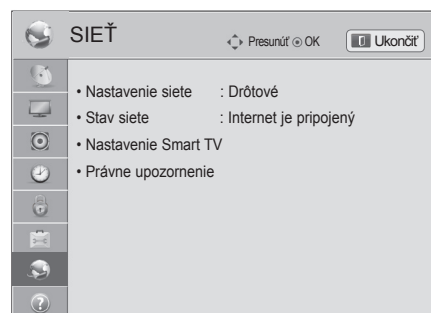 SIEŤ Presunúť OK Ukončiť
• Nastavenie siete : Drôtové
• Stav siete : Internet je pripojený
• Nastavenie Smart TV
• Právne upozornenie